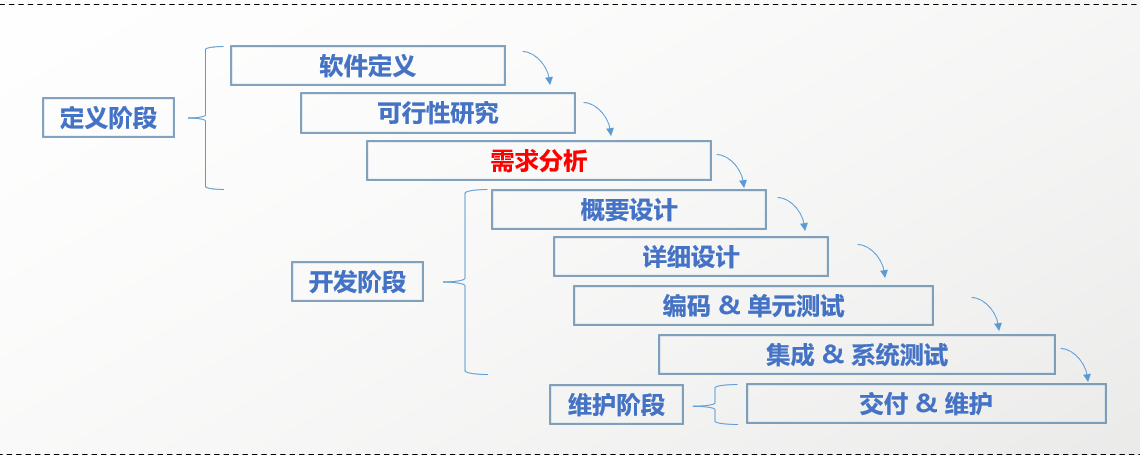 软件定义
定义阶段
可行性研究
需求分析
概要设计
详细设计
开发阶段
编码 & 单元测试
集成 & 系统测试
维护阶段
交付 & 维护